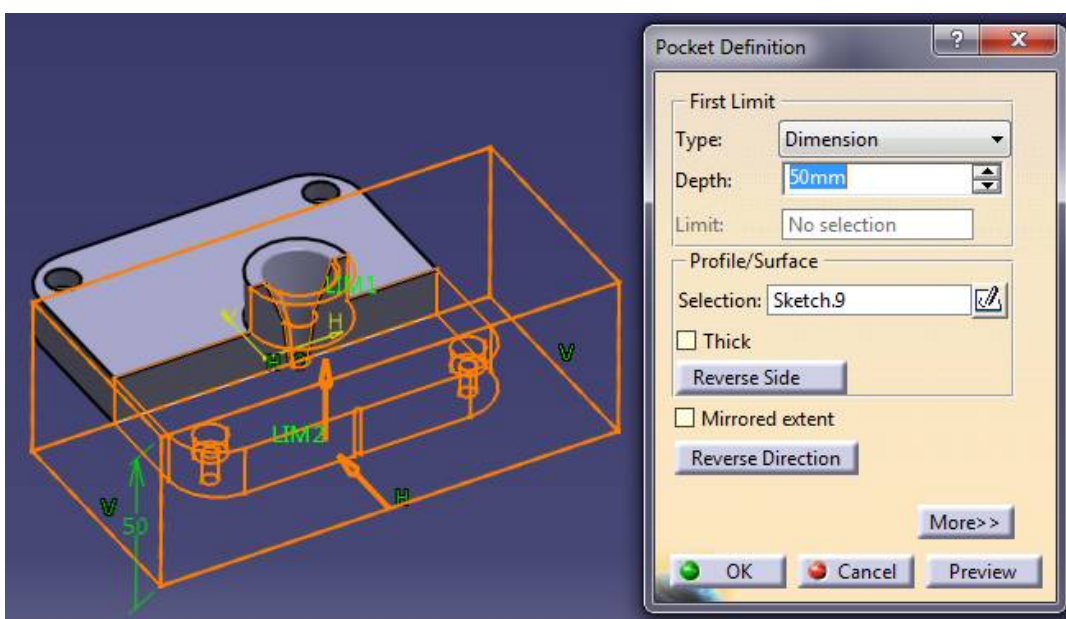 Pocket Definition
?
X
First Limit
Type: Dimension
Depth: 50mm
Limit: No selection
Profile/Surface
Selection: Sketch.9
Thick
Reverse Side
Mirrored extent
Reverse Direction
More>>
OK Cancel Preview
LIM1
V
H
H
V
LIM2
H
V
50